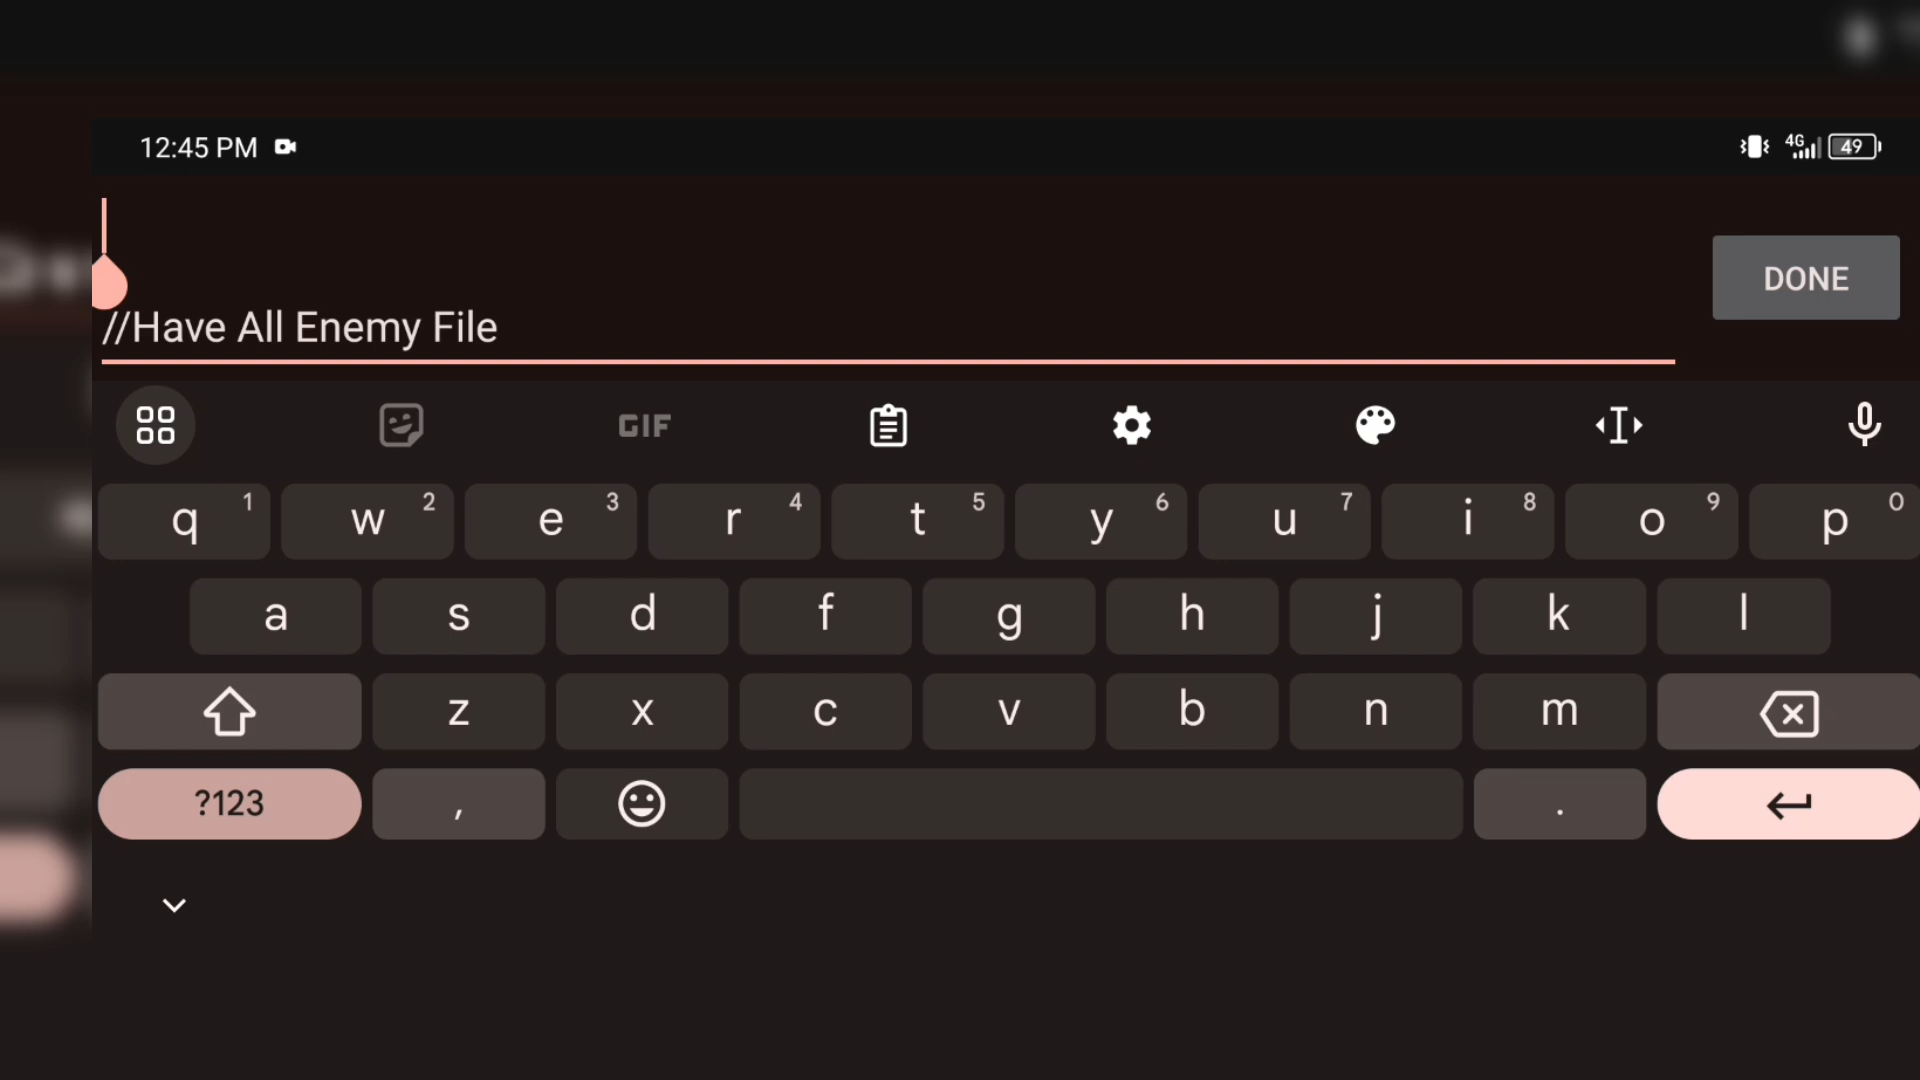 12:45 PM
4G 49
DONE
//Have All Enemy File
GIF
q 1 w 2 e 3 r 4 t 5 y 6 u 7 i 8 o 9 p 0
a s d f g h j k l
z x c v b n m
?123 , .